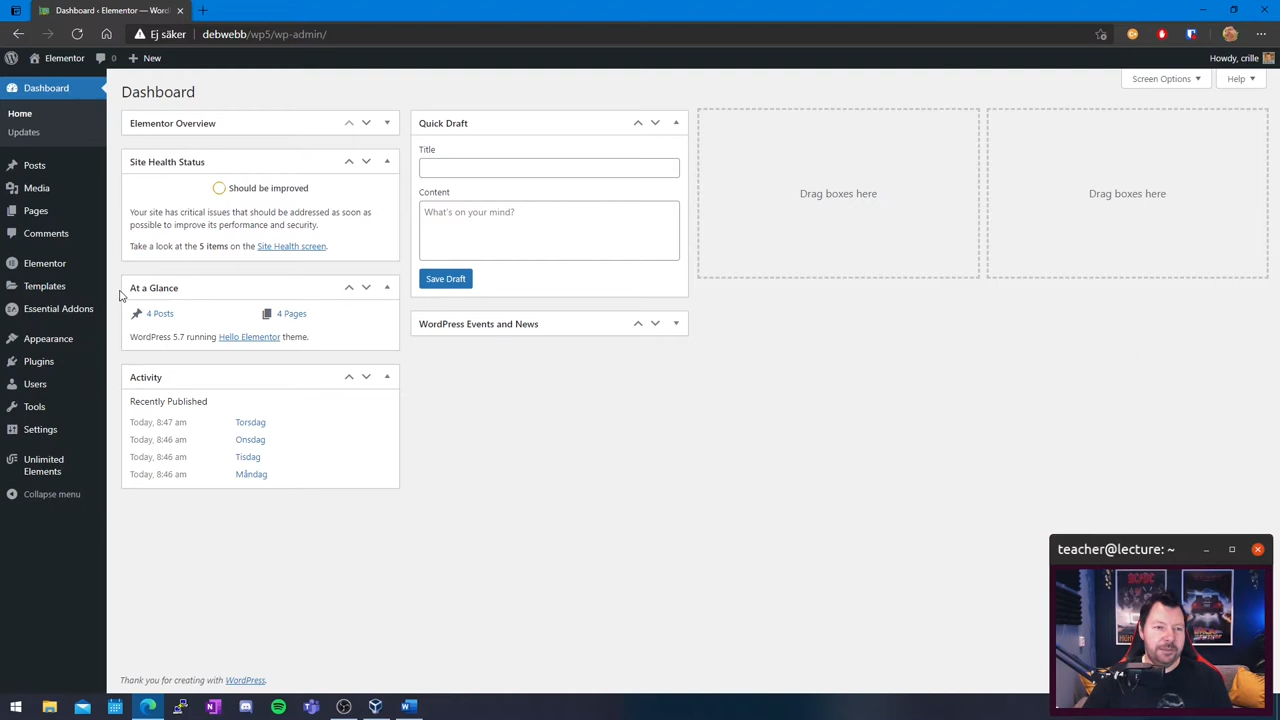 Dashboard ‹ Elementor — Word
Ej säker
debwebb/wp5/wp-admin/
Elementor
0
New
Howdy, crille
Dashboard
Home
Updates
Posts
Media
Pages
Comments
Elementor
Templates
Essential Addons
Appearance
Plugins
Users
Tools
Settings
Unlimited
Elements
Collapse menu
Screen Options
Help
Dashboard
Elementor Overview
Site Health Status
Should be improved
Your site has critical issues that should be addressed as soon as
possible to improve its performance and security.
Take a look at the 5 items on the Site Health screen.
At a Glance
4 Posts
4 Pages
WordPress 5.7 running Hello Elementor theme.
Activity
Recently Published
Today, 8:47 am Torsdag
Today, 8:46 am Onsdag
Today, 8:46 am Tisdag
Today, 8:46 am Måndag
Quick Draft
Title
Content
What's on your mind?
Save Draft
WordPress Events and News
Drag boxes here
Drag boxes here
Thank you for creating with WordPress.
teacher@lecture: ~